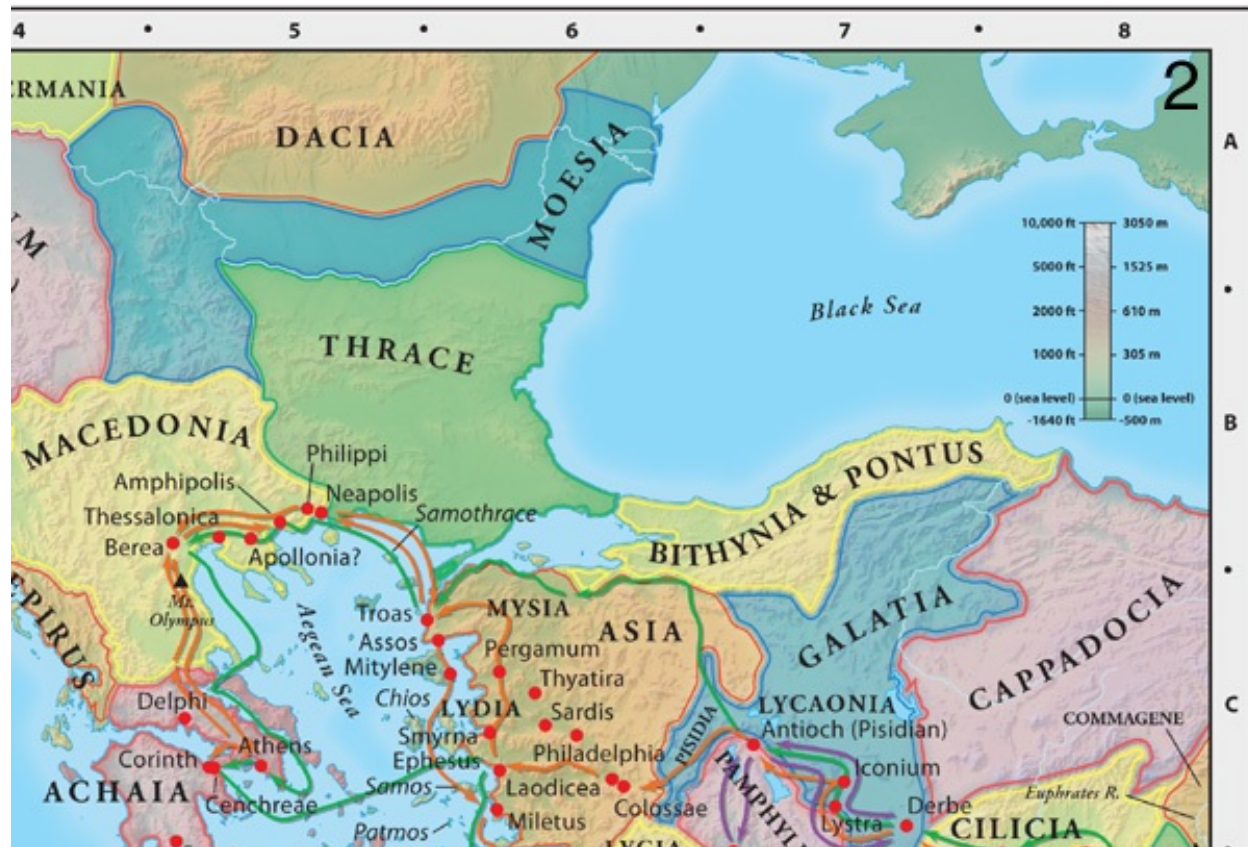 4 • 5 • 6 • 7 • 8
2
ERMANIA
DACIA
MOESIA
A
10,000 ft 3050 m
5000 ft 1525 m
2000 ft 610 m
1000 ft 305 m
0 (sea level) 0 (sea level)
-1640 ft -500 m
UM
Black Sea
•
THRACE
MACEDONIA
B
Philippi
Amphipolis
Neapolis
Thessalonica
Samothrace
Berea
Apollonia?
BITHYNIA & PONTUS
•
Mt.
Olympus
EPIRUS
Aegean Sea
Troas
MYSIA
ASIA
GALATIA
CAPPADOCIA
Assos
Pergamum
Mitylene
Thyatira
Chios
LYDIA
Sardis
Delphi
LYCAONIA
C
COMMAGENE
Smyrna
Philadelphia
PISIDIA
Antioch (Pisidian)
Athens
Corinth
Ephesus
Iconium
ACHAIA
Cenchreae
Samos
Laodicea
Colossae
PAMPHYL
Euphrates R.
Patmos
Miletus
Lystra
Derbe
CILICIA
LYCIA